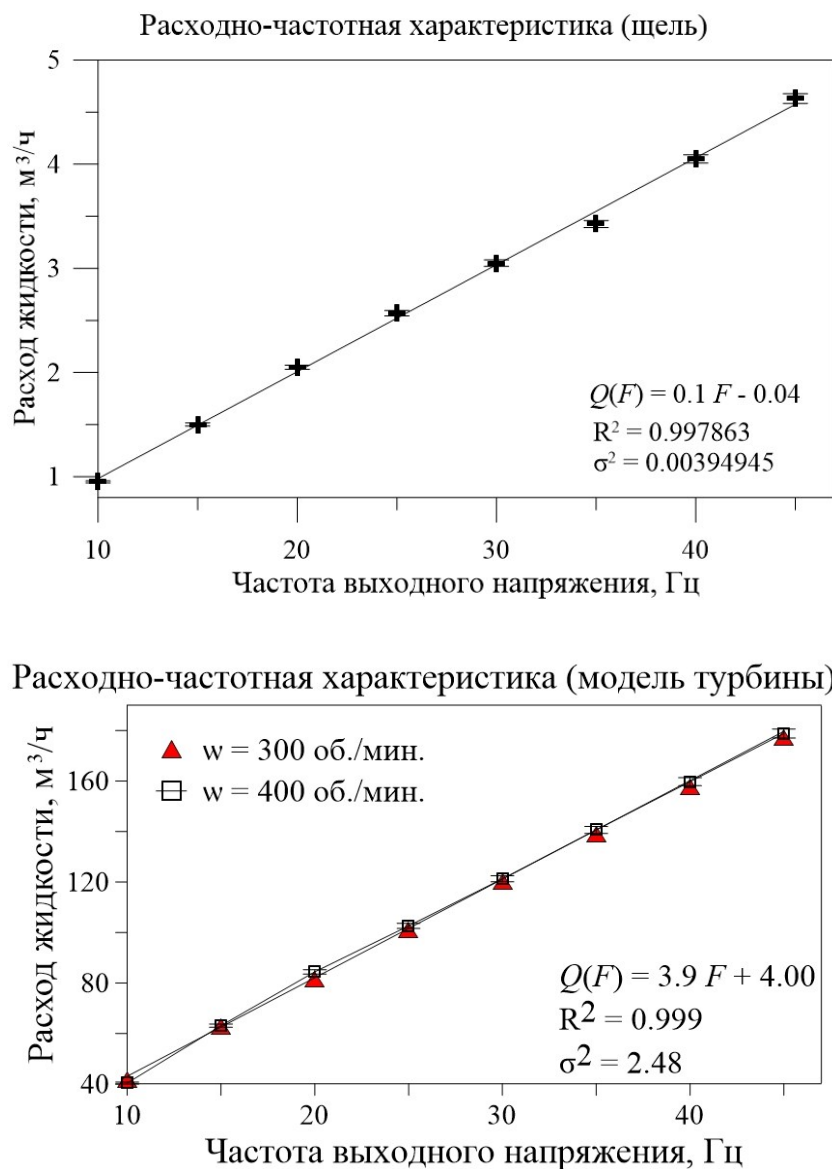 Расходно-частотная характеристика (щель)
5
4
3
2
1
Расход жидкости, м³/ч
Q(F) = 0.1 F - 0.04
R² = 0.997863
σ² = 0.00394945
10 20 30 40
Частота выходного напряжения, Гц
Расходно-частотная характеристика (модель турбины)
w = 300 об./мин.
w = 400 об./мин.
160
120
80
40
Расход жидкости, м³/ч
Q(F) = 3.9 F + 4.00
R² = 0.999
σ² = 2.48
10 20 30 40
Частота выходного напряжения, Гц